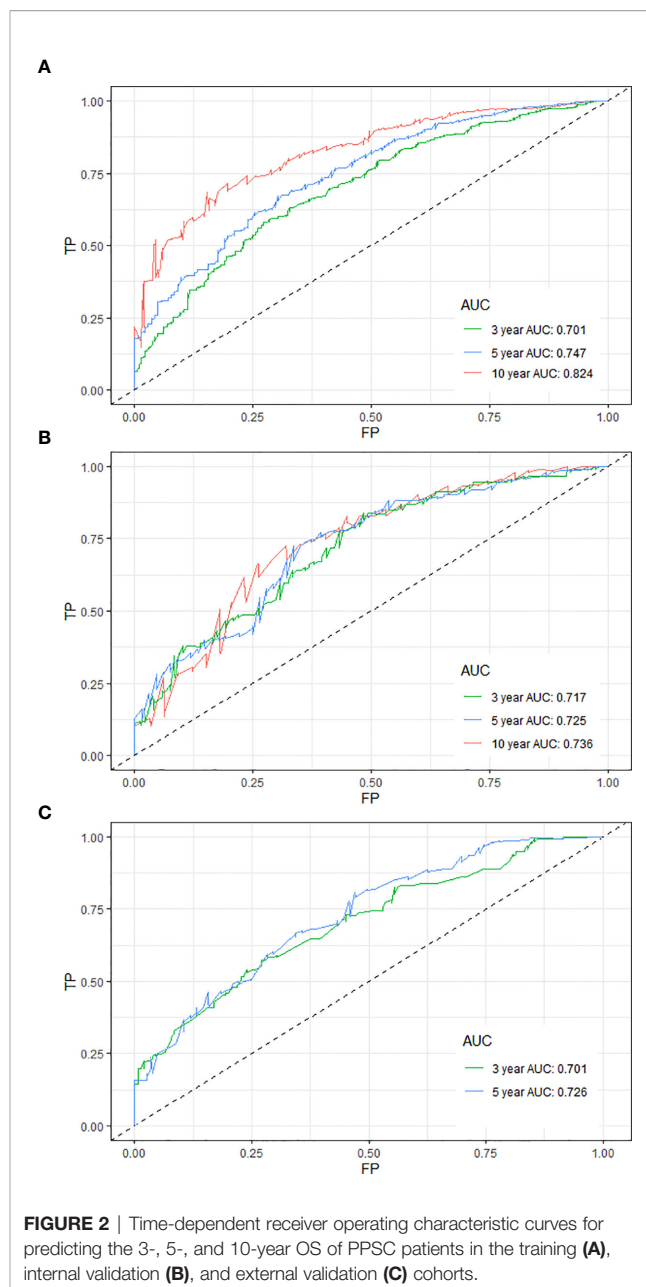 A
1.00
0.75
TP
0.50
0.25
0.00
AUC
3 year AUC: 0.701
5 year AUC: 0.747
10 year AUC: 0.824
0.00
0.25
0.50
0.75
1.00
FP
B
1.00
0.75
TP
0.50
0.25
0.00
AUC
3 year AUC: 0.717
5 year AUC: 0.725
10 year AUC: 0.736
0.00
0.25
0.50
0.75
1.00
FP
C
1.00
0.75
TP
0.50
0.25
0.00
AUC
3 year AUC: 0.701
5 year AUC: 0.726
0.00
0.25
0.50
0.75
1.00
FP
FIGURE 2 | Time-dependent receiver operating characteristic curves for
predicting the 3-, 5-, and 10-year OS of PPSC patients in the training (A),
internal validation (B), and external validation (C) cohorts.